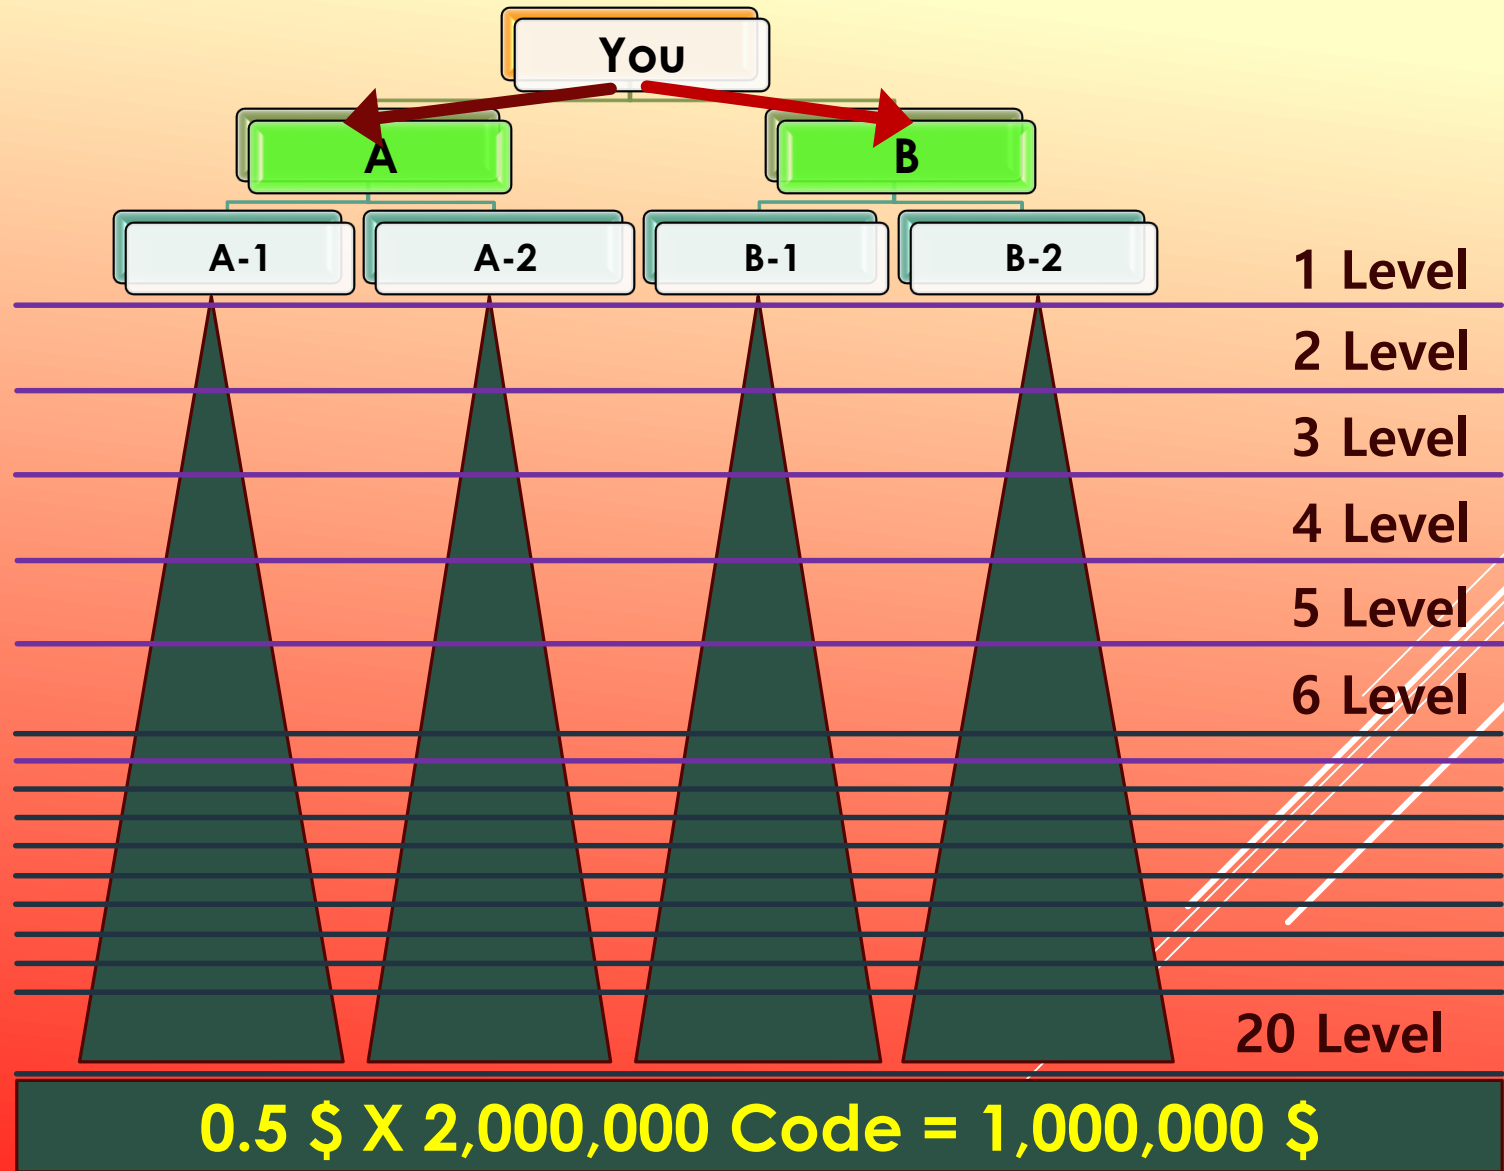 You
A
B
A-1
A-2
B-1
B-2
1 Level
2 Level
3 Level
4 Level
5 Level
6 Level
20 Level
0.5 $ X 2,000,000 Code = 1,000,000 $